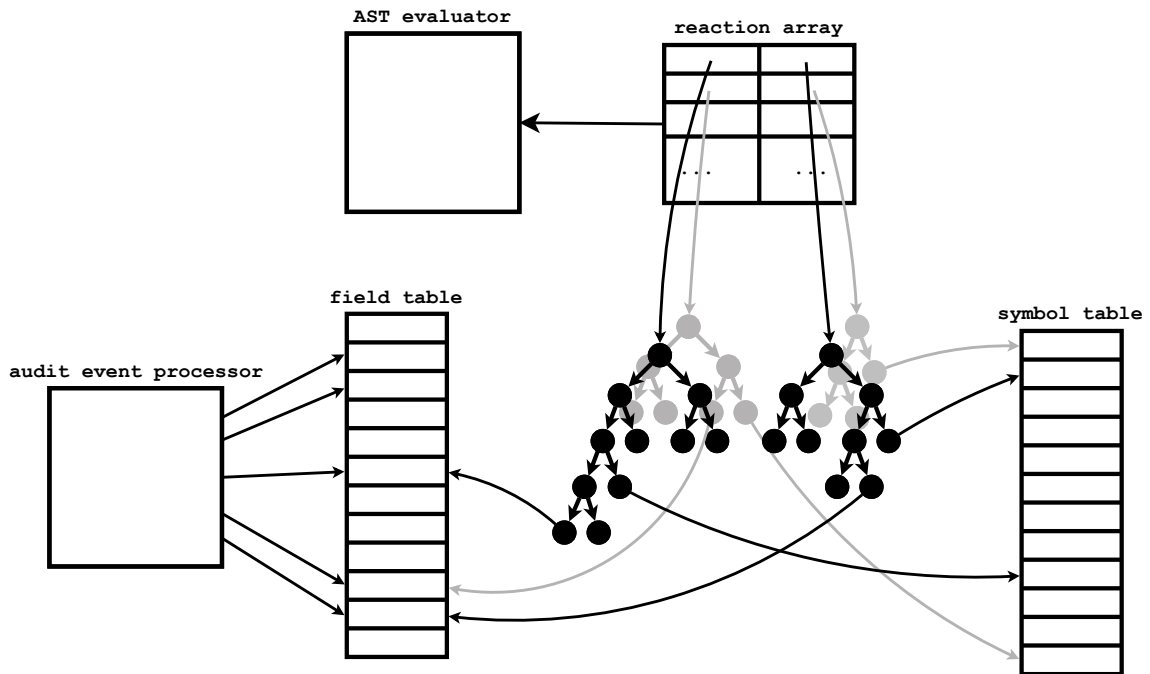 AST evaluator
reaction array
... ...
field table
symbol table
audit event processor